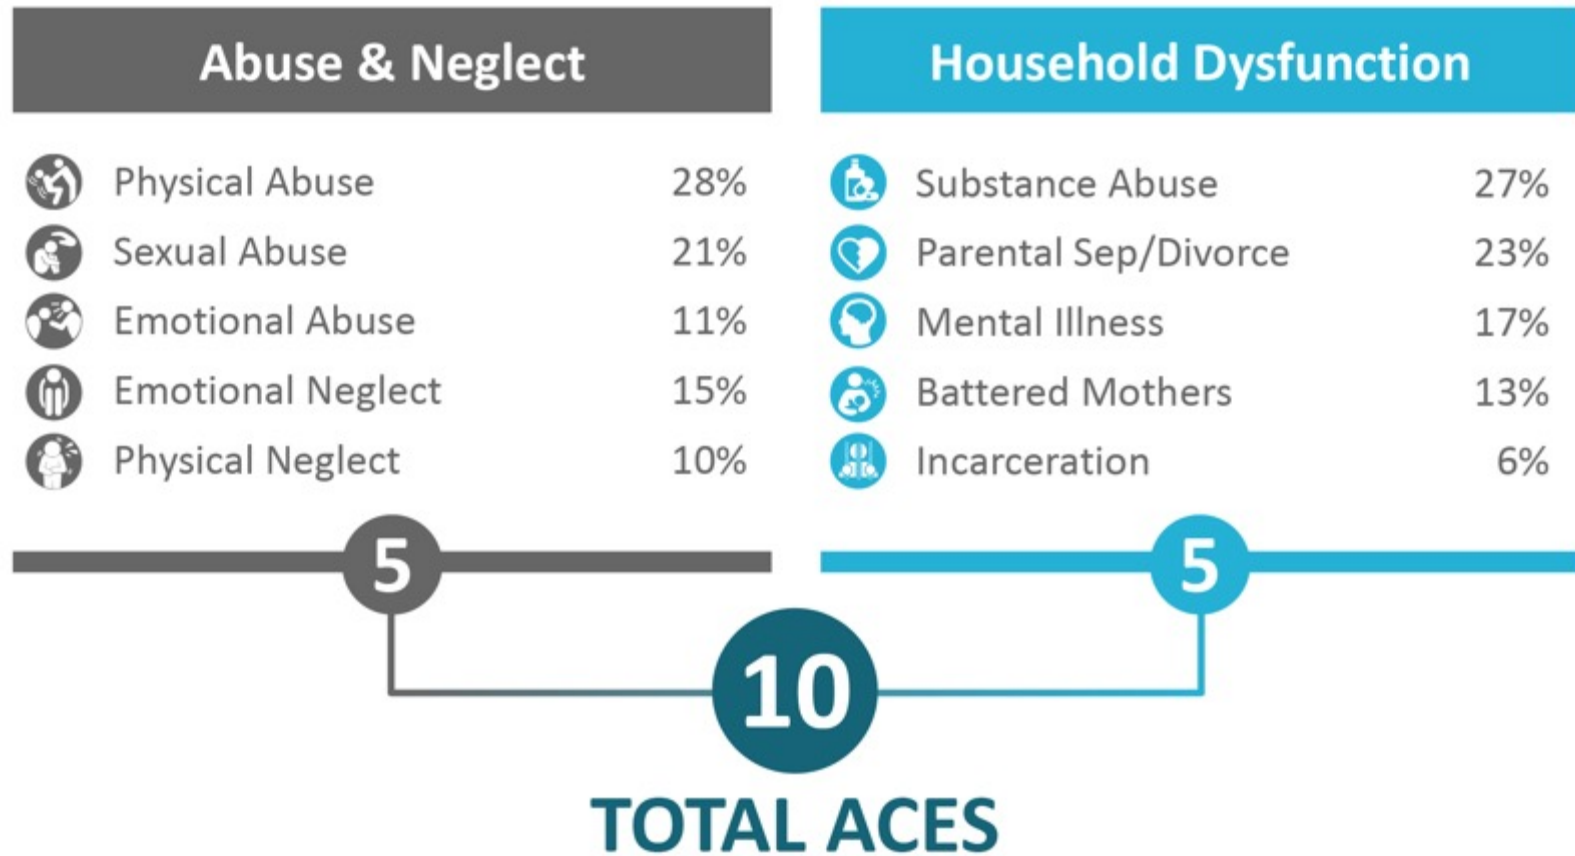 Abuse & Neglect
Physical Abuse 28%
Sexual Abuse 21%
Emotional Abuse 11%
Emotional Neglect 15%
Physical Neglect 10%
5
Household Dysfunction
Substance Abuse 27%
Parental Sep/Divorce 23%
Mental Illness 17%
Battered Mothers 13%
Incarceration 6%
5
10
TOTAL ACES